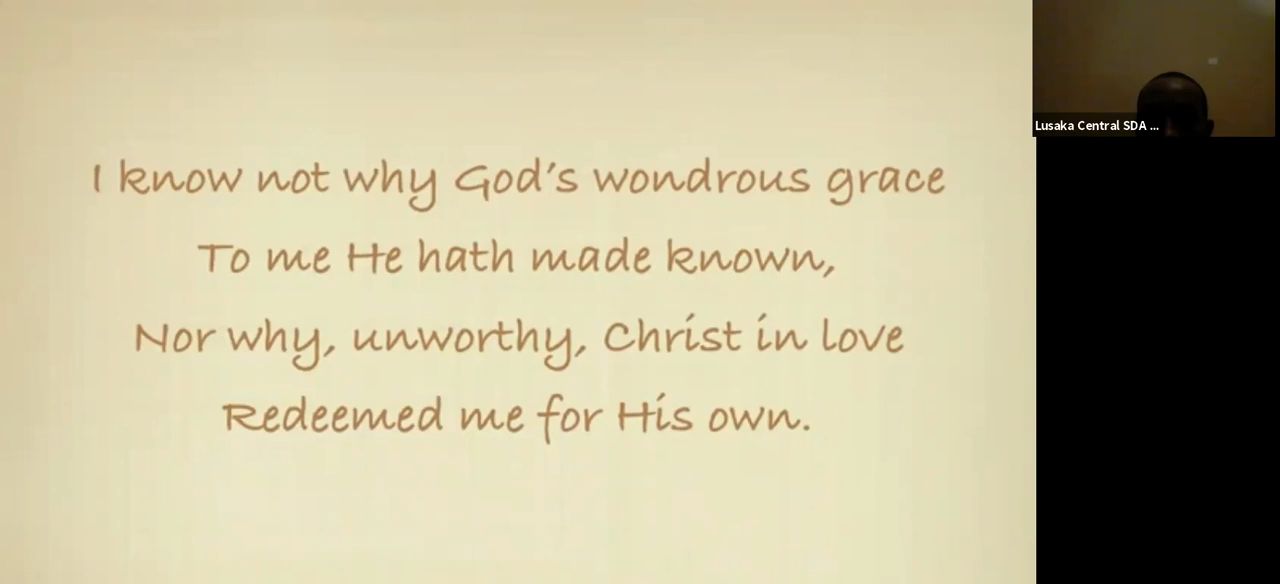 I know not why God's wondrous grace
To me He hath made known,
Nor why, unworthy, Christ in love
Redeemed me for His own.
Lusaka Central SDA ...